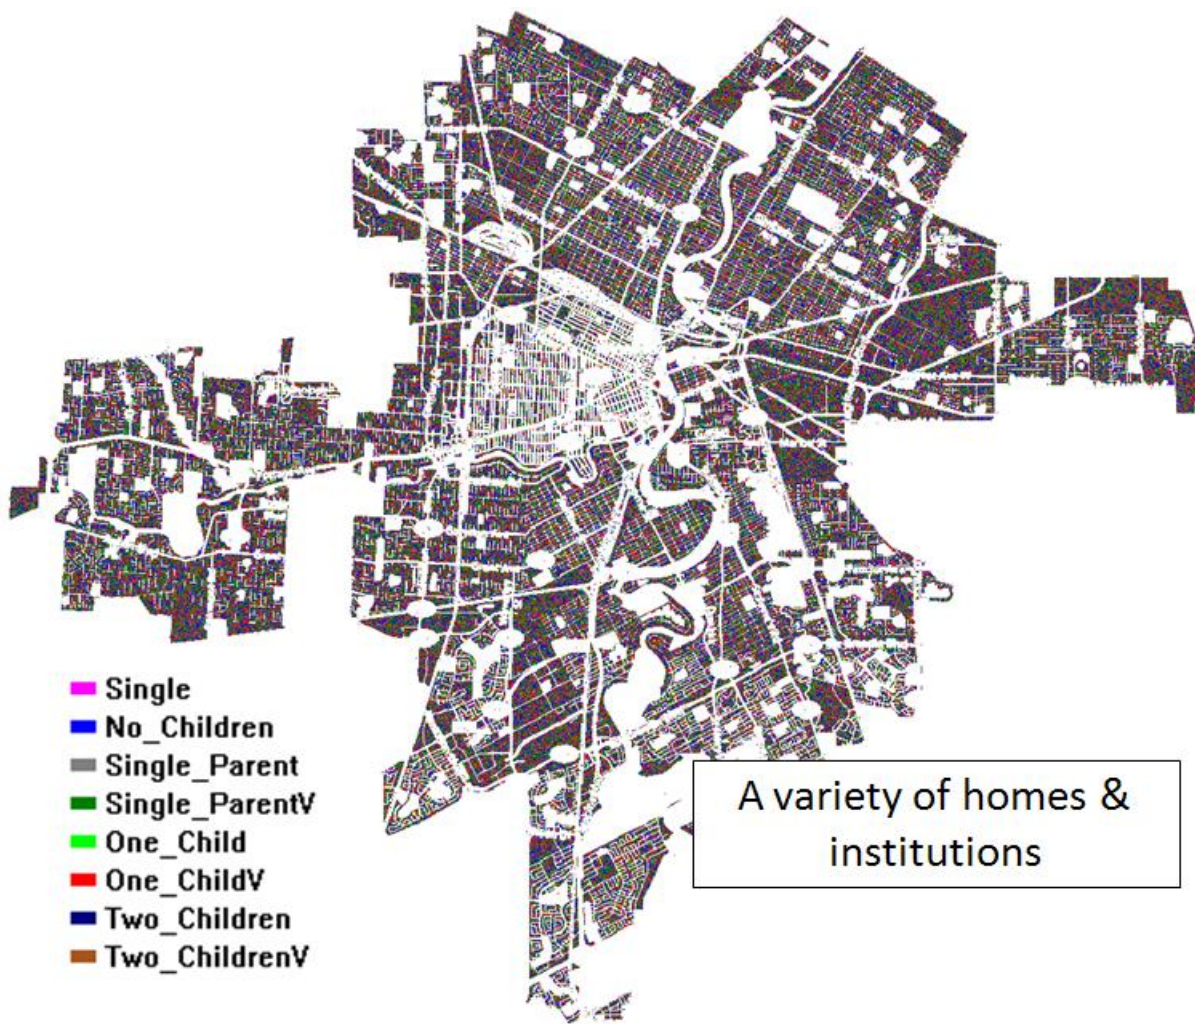 Single
No_Children
Single_Parent
Single_ParentV
One_Child
One_ChildV
Two_Children
Two_ChildrenV
A variety of homes &
institutions